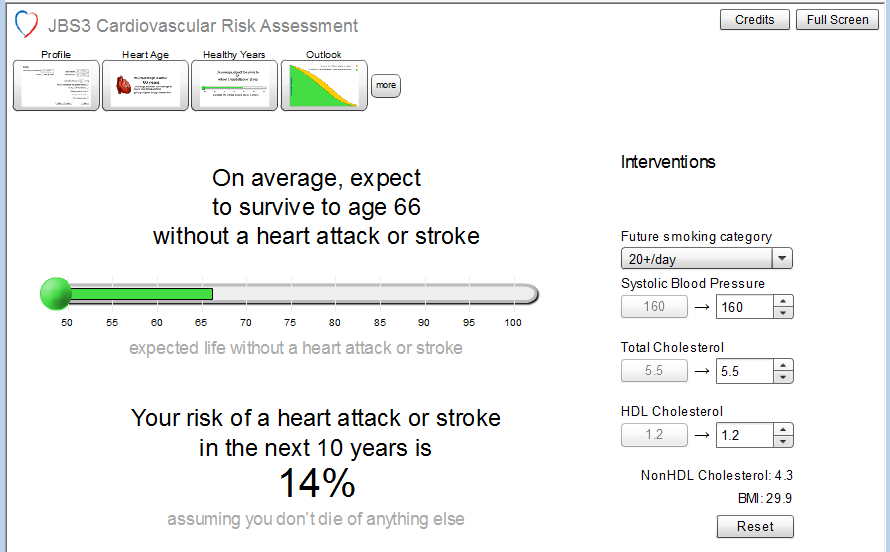 JBS3 Cardiovascular Risk Assessment
Credits
Full Screen
Profile
Heart Age
Healthy Years
Outlook
more
On average, expect
to survive to age 66
without a heart attack or stroke
50 55 60 65 70 75 80 85 90 95 100
expected life without a heart attack or stroke
Your risk of a heart attack or stroke
in the next 10 years is
14%
assuming you don't die of anything else
Interventions
Future smoking category
20+/day
Systolic Blood Pressure
160 → 160
Total Cholesterol
5.5 → 5.5
HDL Cholesterol
1.2 → 1.2
NonHDL Cholesterol: 4.3
BMI: 29.9
Reset